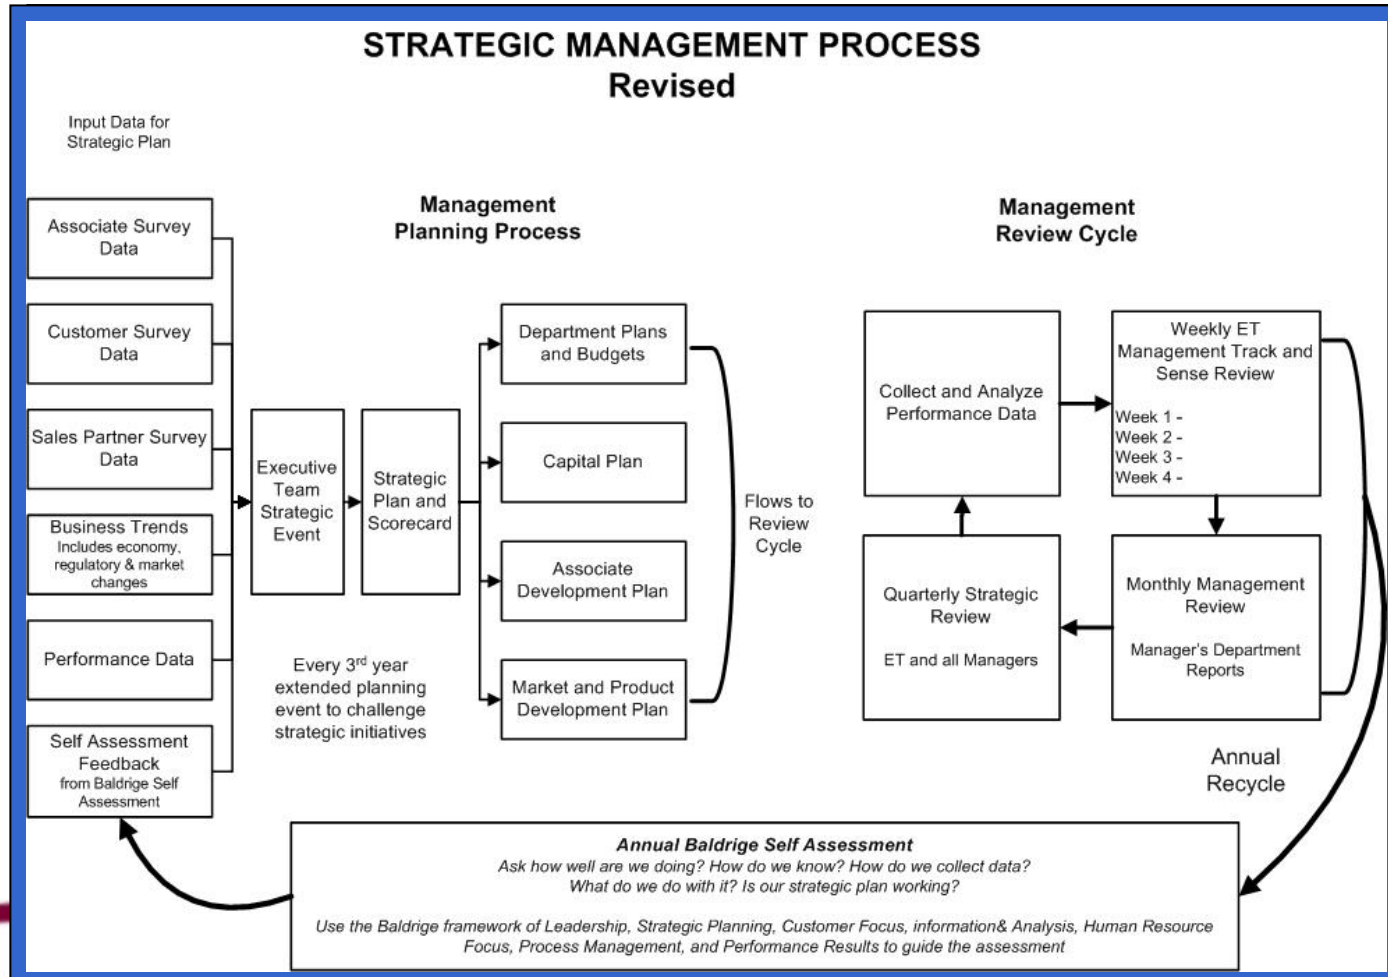 STRATEGIC MANAGEMENT PROCESS
Revised
Input Data for
Strategic Plan
Associate Survey
Data
Customer Survey
Data
Sales Partner Survey
Data
Business Trends
Includes economy,
regulatory & market
changes
Performance Data
Self Assessment
Feedback
from Baldrige Self
Assessment
Management
Planning Process
Executive
Team
Strategic
Event
Strategic
Plan and
Scorecard
Every 3rd year
extended planning
event to challenge
strategic initiatives
Department Plans
and Budgets
Capital Plan
Associate
Development Plan
Market and Product
Development Plan
Flows to
Review
Cycle
Management
Review Cycle
Collect and Analyze
Performance Data
Weekly ET
Management Track and
Sense Review
Week 1 -
Week 2 -
Week 3 -
Week 4 -
Quarterly Strategic
Review
ET and all Managers
Monthly Management
Review
Manager's Department
Reports
Annual
Recycle
Annual Baldrige Self Assessment
Ask how well are we doing? How do we know? How do we collect data?
What do we do with it? Is our strategic plan working?
Use the Baldrige framework of Leadership, Strategic Planning, Customer Focus, information& Analysis, Human Resource
Focus, Process Management, and Performance Results to guide the assessment